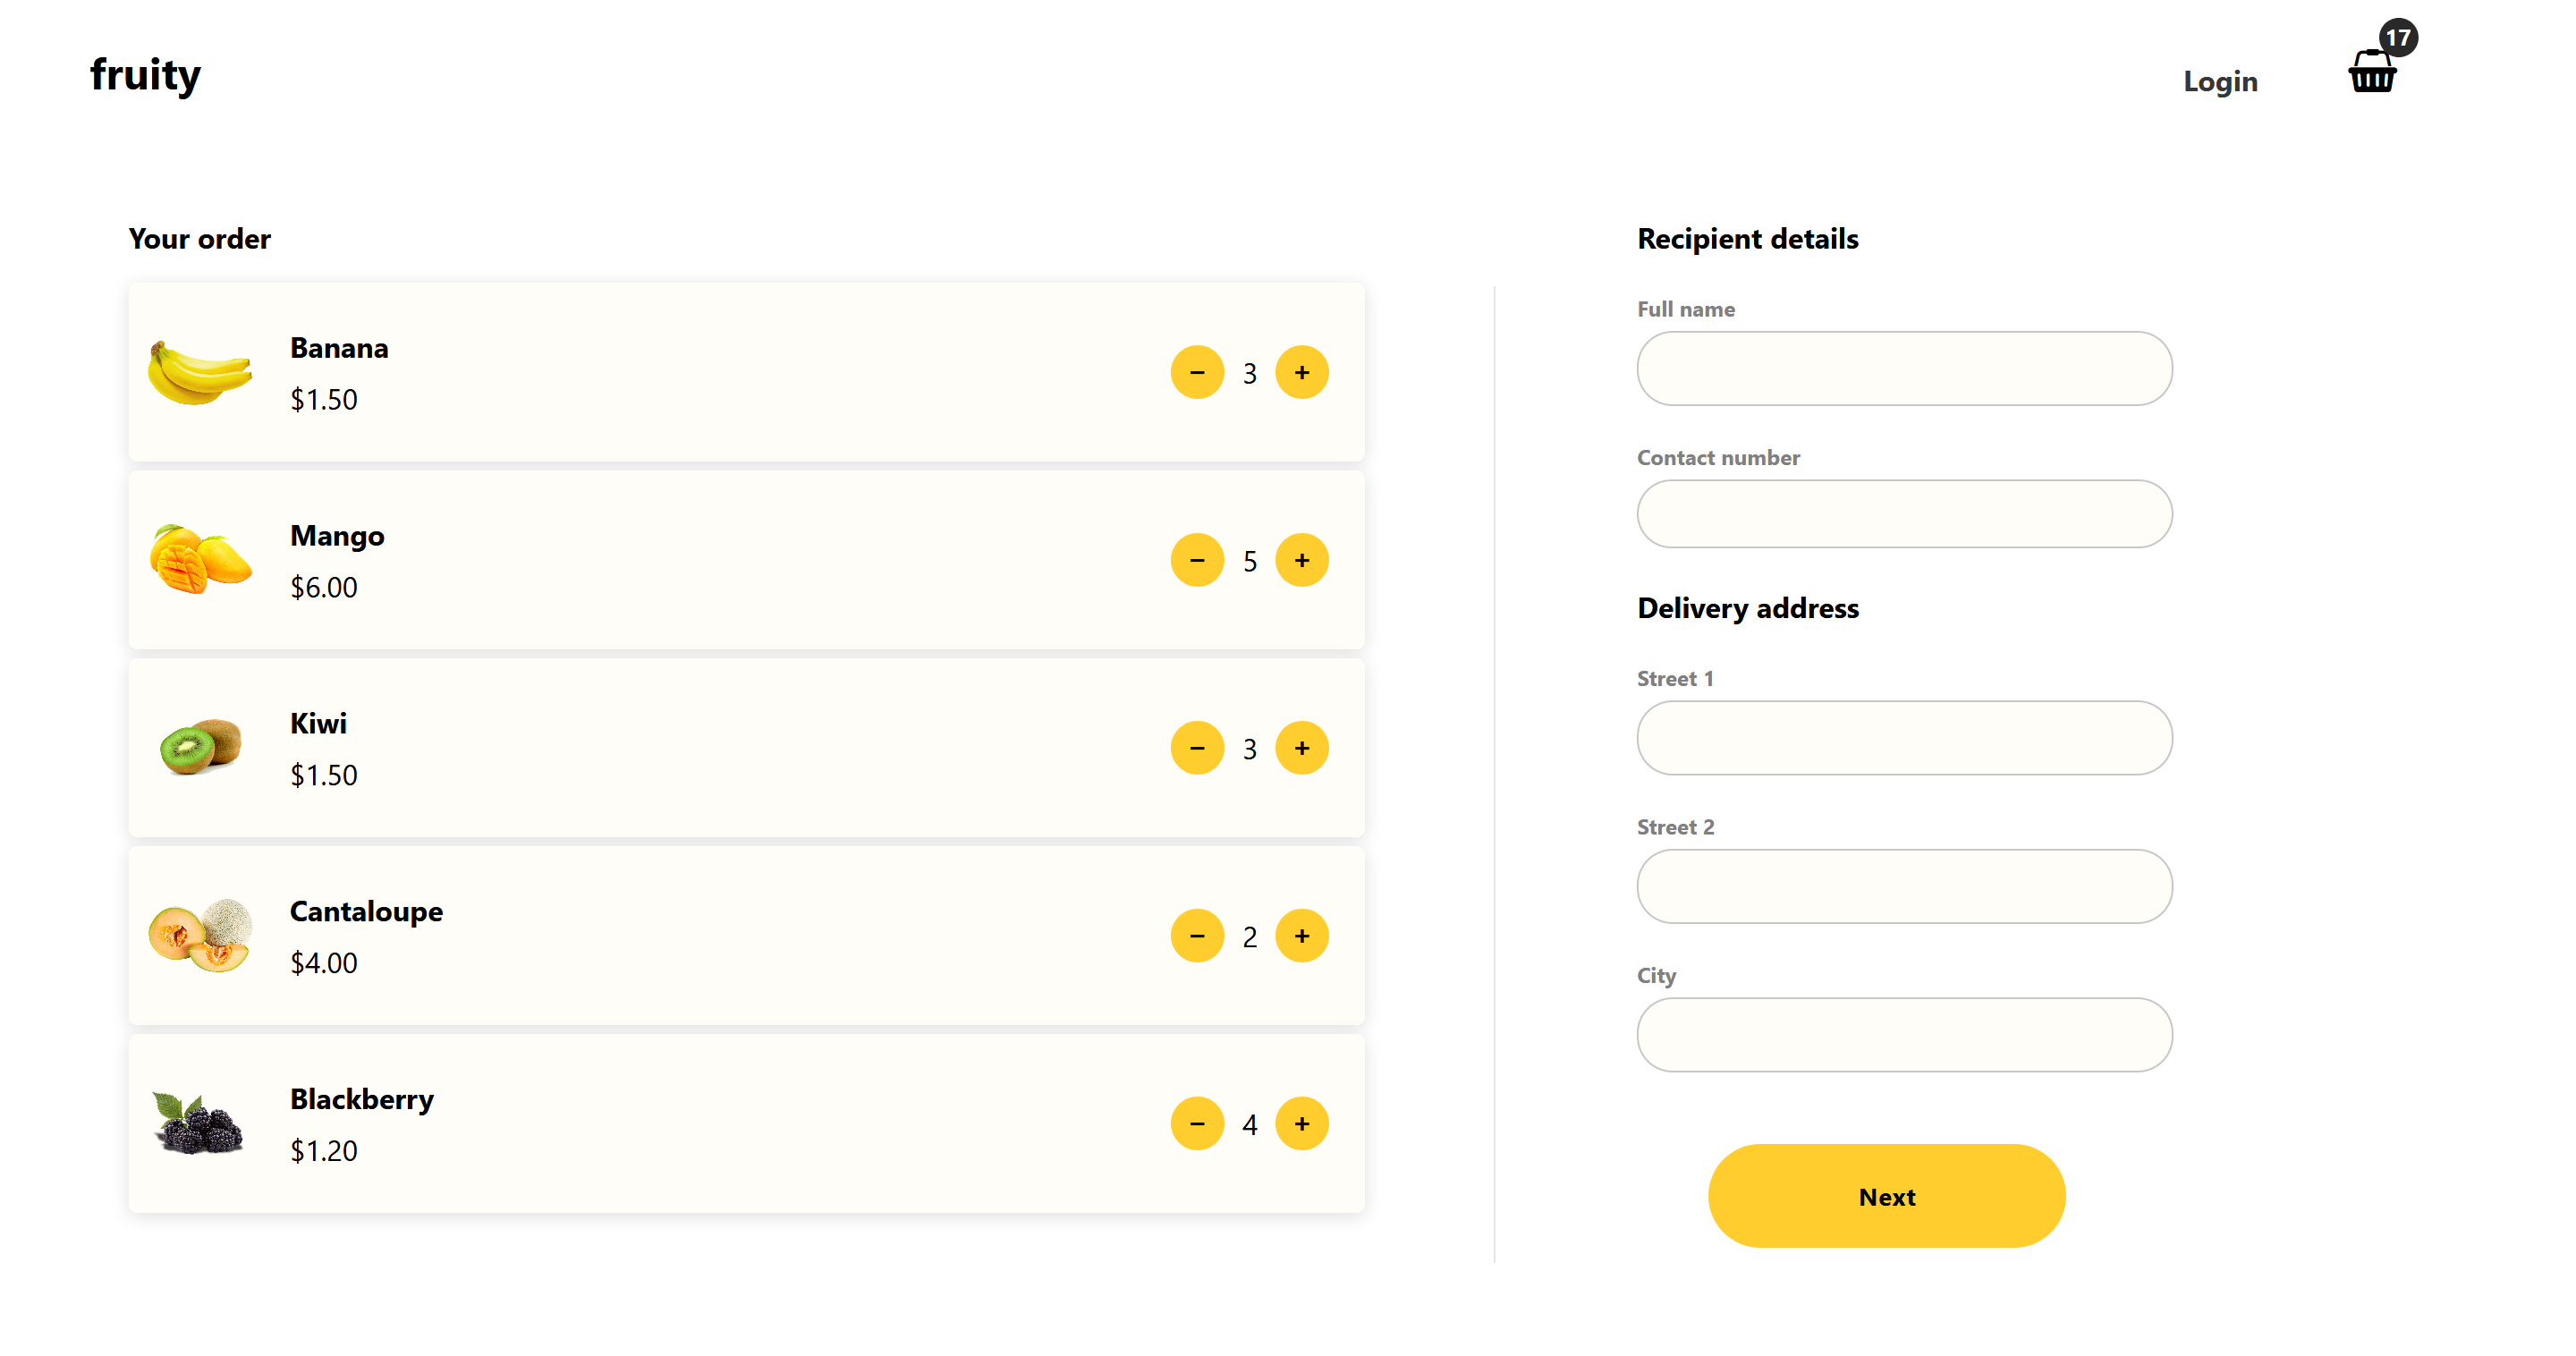 fruity
Login
17
Your order
Banana
$1.50
− 3 +
Mango
$6.00
− 5 +
Kiwi
$1.50
− 3 +
Cantaloupe
$4.00
− 2 +
Blackberry
$1.20
− 4 +
Recipient details
Full name
Contact number
Delivery address
Street 1
Street 2
City
Next